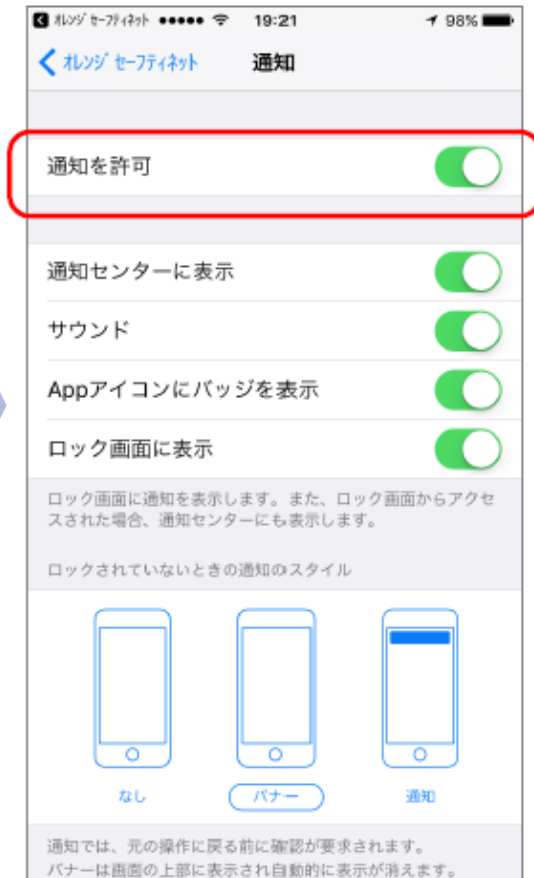 オレンジ セーフティネット 19:21 98%
オレンジ セーフティネット 通知
通知を許可
通知センターに表示
サウンド
Appアイコンにバッジを表示
ロック画面に表示
ロック画面に通知を表示します。また、ロック画面からアクセ
スされた場合、通知センターにも表示します。
ロックされていないときの通知のスタイル
なし バナー 通知
通知では、元の操作に戻る前に確認が要求されます。
バナーは画面の上部に表示され自動的に表示が消えます。